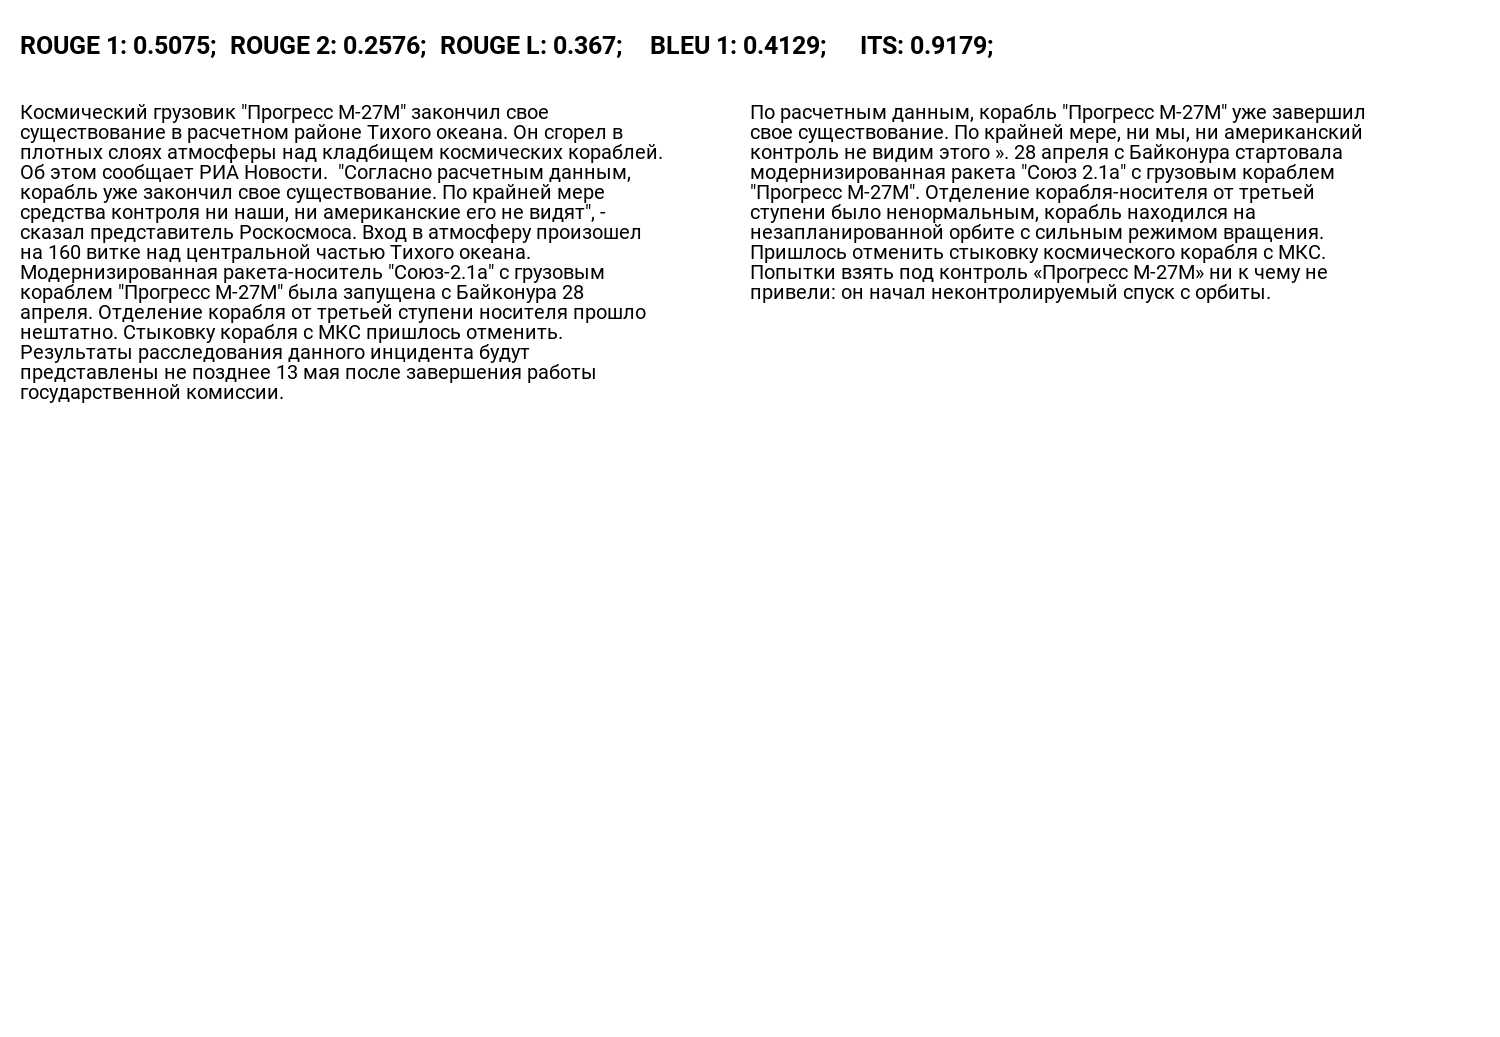 ROUGE 1: 0.5075; ROUGE 2: 0.2576; ROUGE L: 0.367; BLEU 1: 0.4129; ITS: 0.9179;
Космический грузовик "Прогресс М-27М" закончил свое
существование в расчетном районе Тихого океана. Он сгорел в
плотных слоях атмосферы над кладбищем космических кораблей.
Об этом сообщает РИА Новости.  "Согласно расчетным данным,
корабль уже закончил свое существование. По крайней мере
средства контроля ни наши, ни американские его не видят", -
сказал представитель Роскосмоса. Вход в атмосферу произошел
на 160 витке над центральной частью Тихого океана.
Модернизированная ракета-носитель "Союз-2.1а" с грузовым
кораблем "Прогресс М-27М" была запущена с Байконура 28
апреля. Отделение корабля от третьей ступени носителя прошло
нештатно. Стыковку корабля с МКС пришлось отменить.
Результаты расследования данного инцидента будут
представлены не позднее 13 мая после завершения работы
государственной комиссии.
По расчетным данным, корабль "Прогресс М-27М" уже завершил
свое существование. По крайней мере, ни мы, ни американский
контроль не видим этого ». 28 апреля с Байконура стартовала
модернизированная ракета "Союз 2.1а" с грузовым кораблем
"Прогресс М-27М". Отделение корабля-носителя от третьей
ступени было ненормальным, корабль находился на
незапланированной орбите с сильным режимом вращения.
Пришлось отменить стыковку космического корабля с МКС.
Попытки взять под контроль «Прогресс М-27М» ни к чему не
привели: он начал неконтролируемый спуск с орбиты.